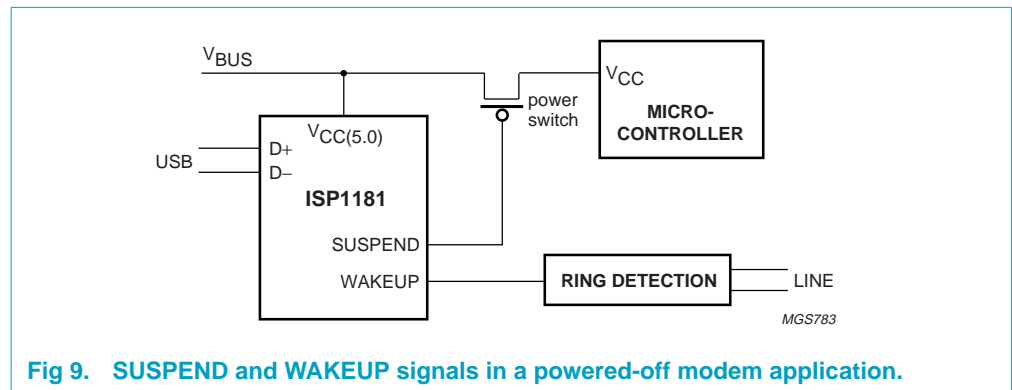 VBUS
VCC
power
switch
MICRO-
CONTROLLER
VCC(5.0)
USB
D+
D−
ISP1181
SUSPEND
WAKEUP
RING DETECTION
LINE
MGS783
Fig 9. SUSPEND and WAKEUP signals in a powered-off modem application.